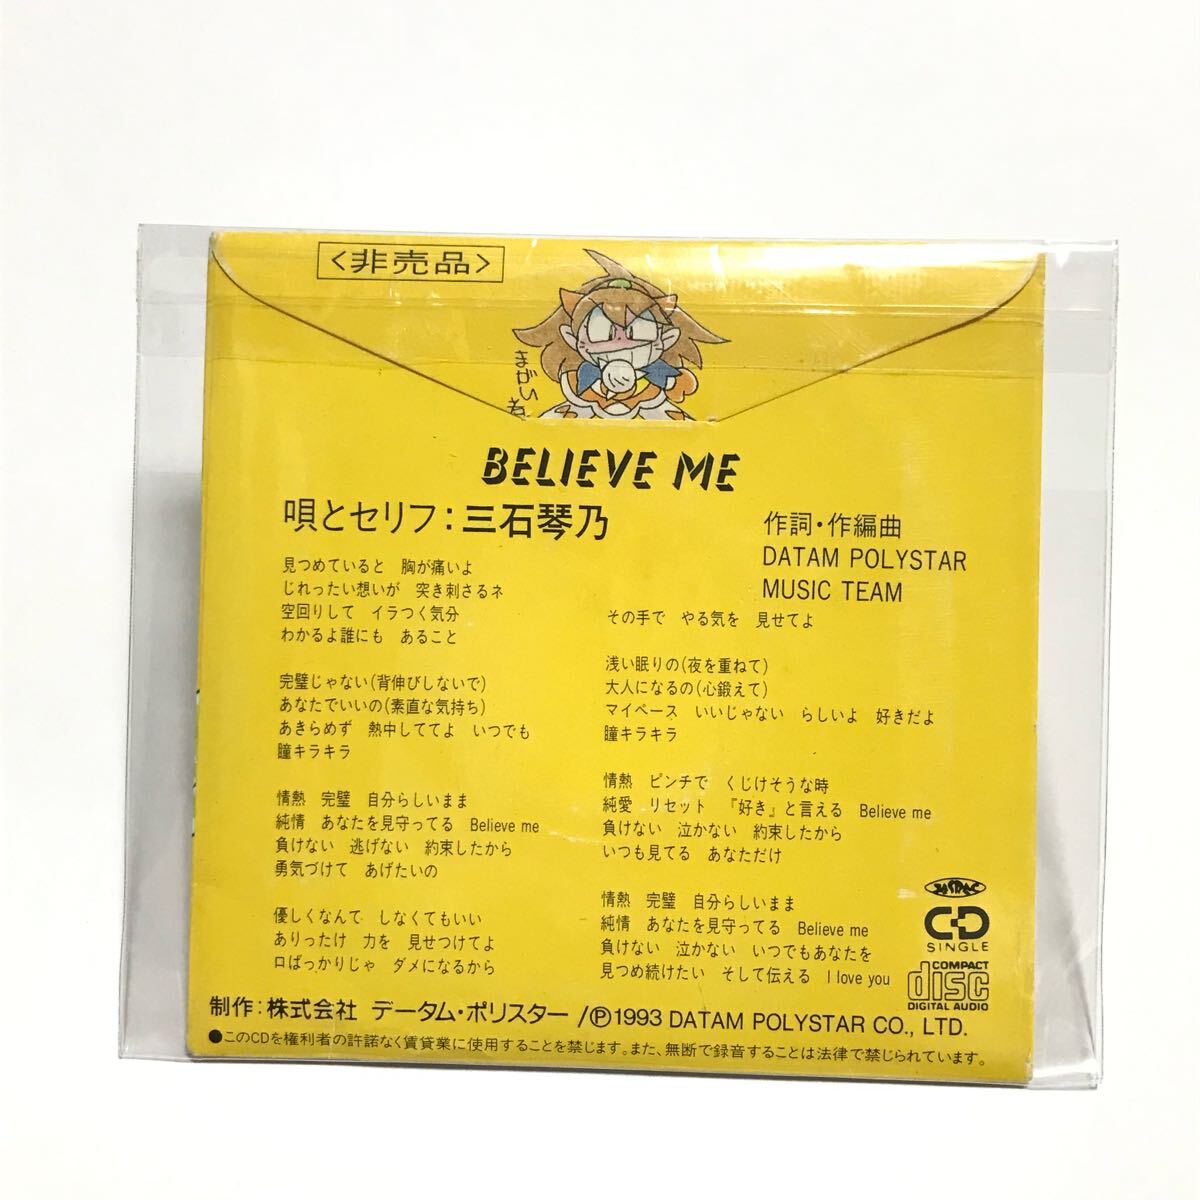 <非売品>
まがいね
BELIEVE ME
唄とセリフ:三石琴乃
作詞・作編曲
DATAM POLYSTAR
MUSIC TEAM
見つめていると　胸が痛いよ
じれったい想いが　突き刺さるネ
空回りして　イラつく気分
わかるよ誰にも　あること
完璧じゃない(背伸びしないで)
あなたでいいの(素直な気持ち)
あきらめず　熱中しててよ　いつでも
瞳キラキラ
情熱　完璧　自分らしいまま
純情　あなたを見守ってる　Believe me
負けない　逃げない　約束したから
勇気づけて　あげたいの
優しくなんて　しなくてもいい
ありったけ　力を　見せつけてよ
口ばっかりじゃ　ダメになるから
その手で　やる気を　見せてよ
浅い眠りの(夜を重ねて)
大人になるの(心鍛えて)
マイペース　いいじゃない　らしいよ　好きだよ
瞳キラキラ
情熱　ピンチで　くじけそうな時
純愛　リセット　『好き』と言える　Believe me
負けない　泣かない　約束したから
いつも見てる　あなただけ
情熱　完璧　自分らしいまま
純情　あなたを見守ってる　Believe me
負けない　泣かない　いつでもあなたを
見つめ続けたい　そして伝える　I love you
CD
SINGLE
COMPACT
disc
DIGITAL AUDIO
制作:株式会社 データム・ポリスター/Ⓟ1993 DATAM POLYSTAR CO., LTD.
●このCDを権利者の許諾なく賃貸業に使用することを禁じます。また、無断で録音することは法律で禁じられています。